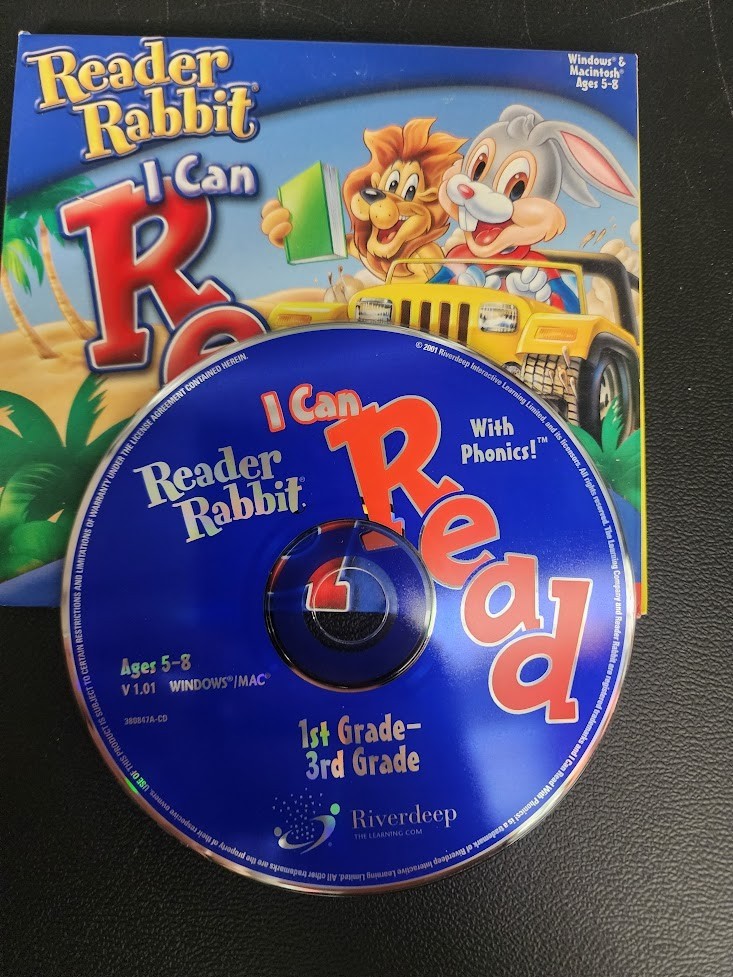 Reader
Rabbit®
I Can
Re
Windows® &
Macintosh®
Ages 5-8
I Can
Read
With
Phonics!™
Reader
Rabbit®
Ages 5-8
V 1.01 WINDOWS®/MAC®
380847A-CD
1st Grade–
3rd Grade
Riverdeep
THE LEARNING COM
USE OF THIS PRODUCT IS SUBJECT TO CERTAIN RESTRICTIONS AND LIMITATIONS OF WARRANTY UNDER THE LICENSE AGREEMENT CONTAINED HEREIN.
© 2001 Riverdeep Interactive Learning Limited, and its licensors. All rights reserved. The Learning Company and Reader Rabbit are registered trademarks and I Can Read With Phonics! is a trademark of Riverdeep Interactive Learning Limited. All other trademarks are the property of their respective owners.